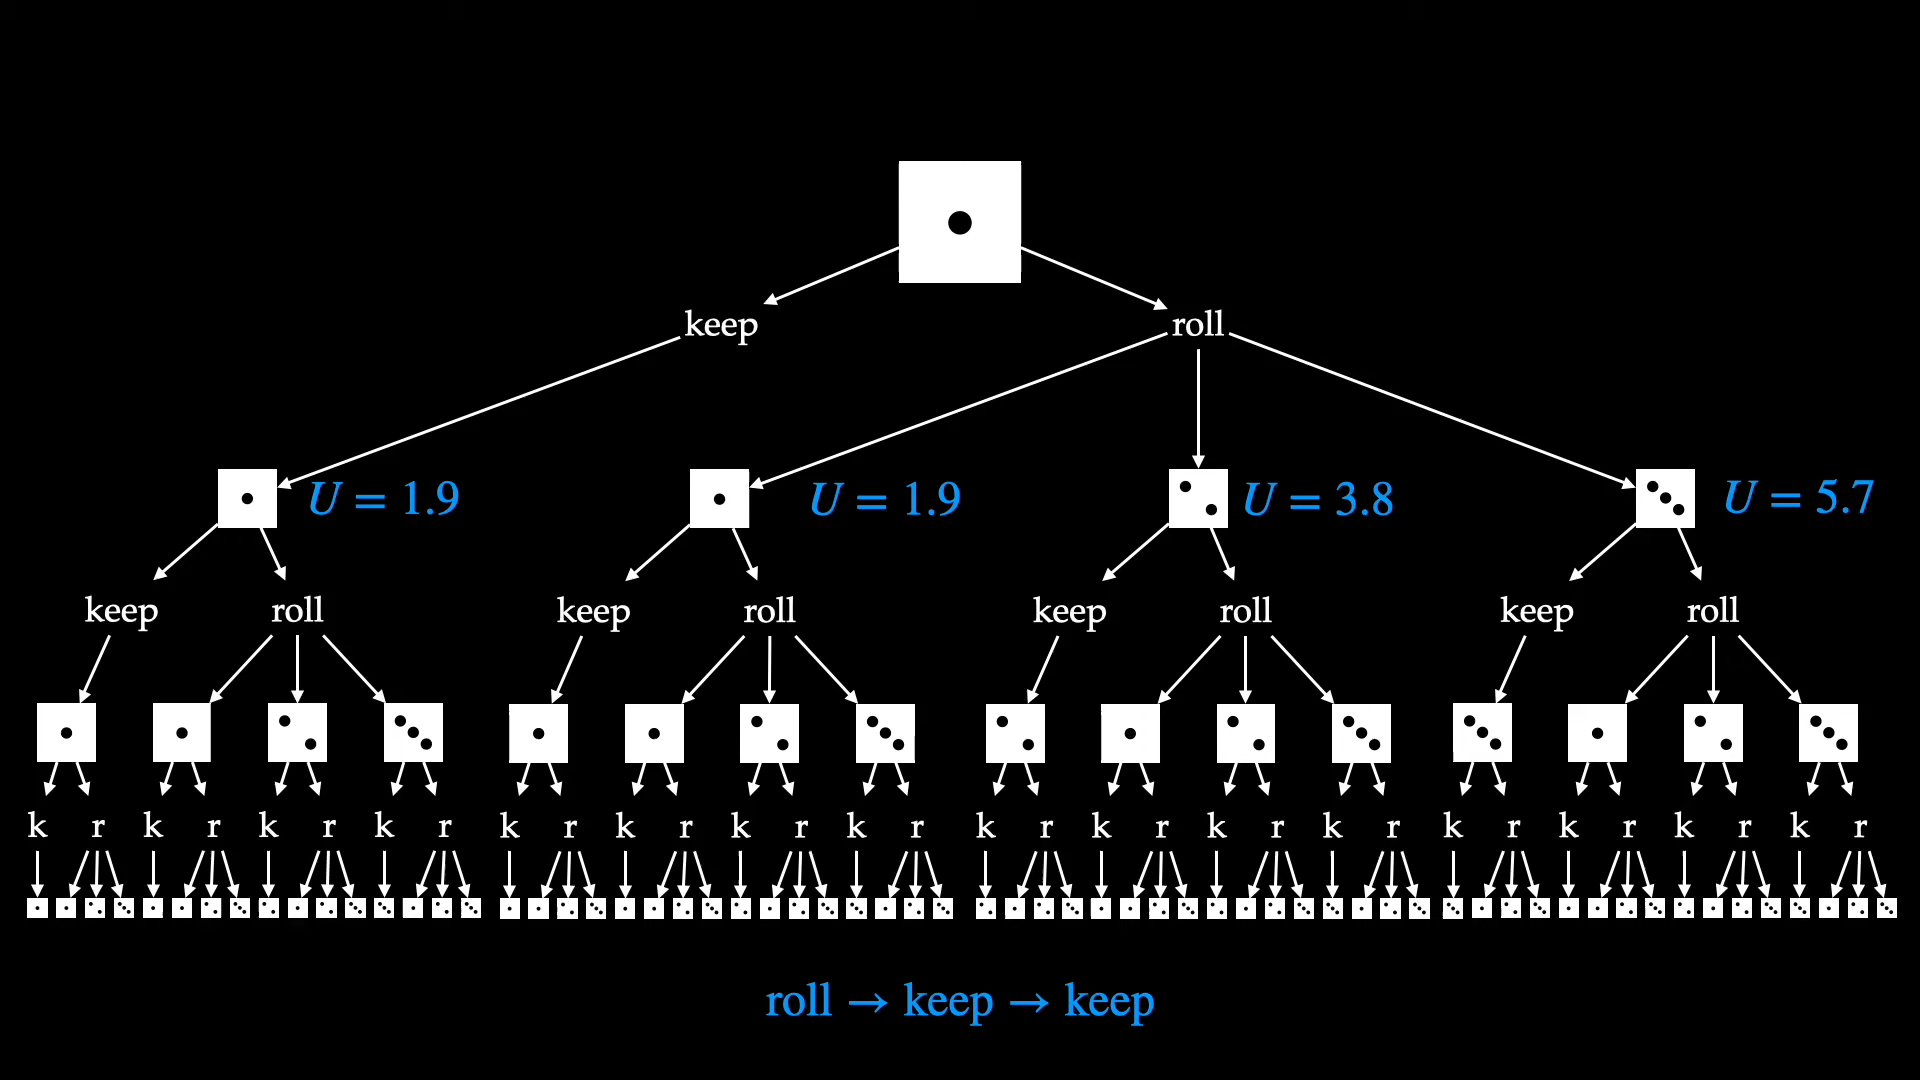 keep roll
U = 1.9 U = 1.9 U = 3.8 U = 5.7
keep roll keep roll keep roll keep roll
k r k r k r k r k r k r k r k r k r k r k r k r k r k r k r k r
roll → keep → keep